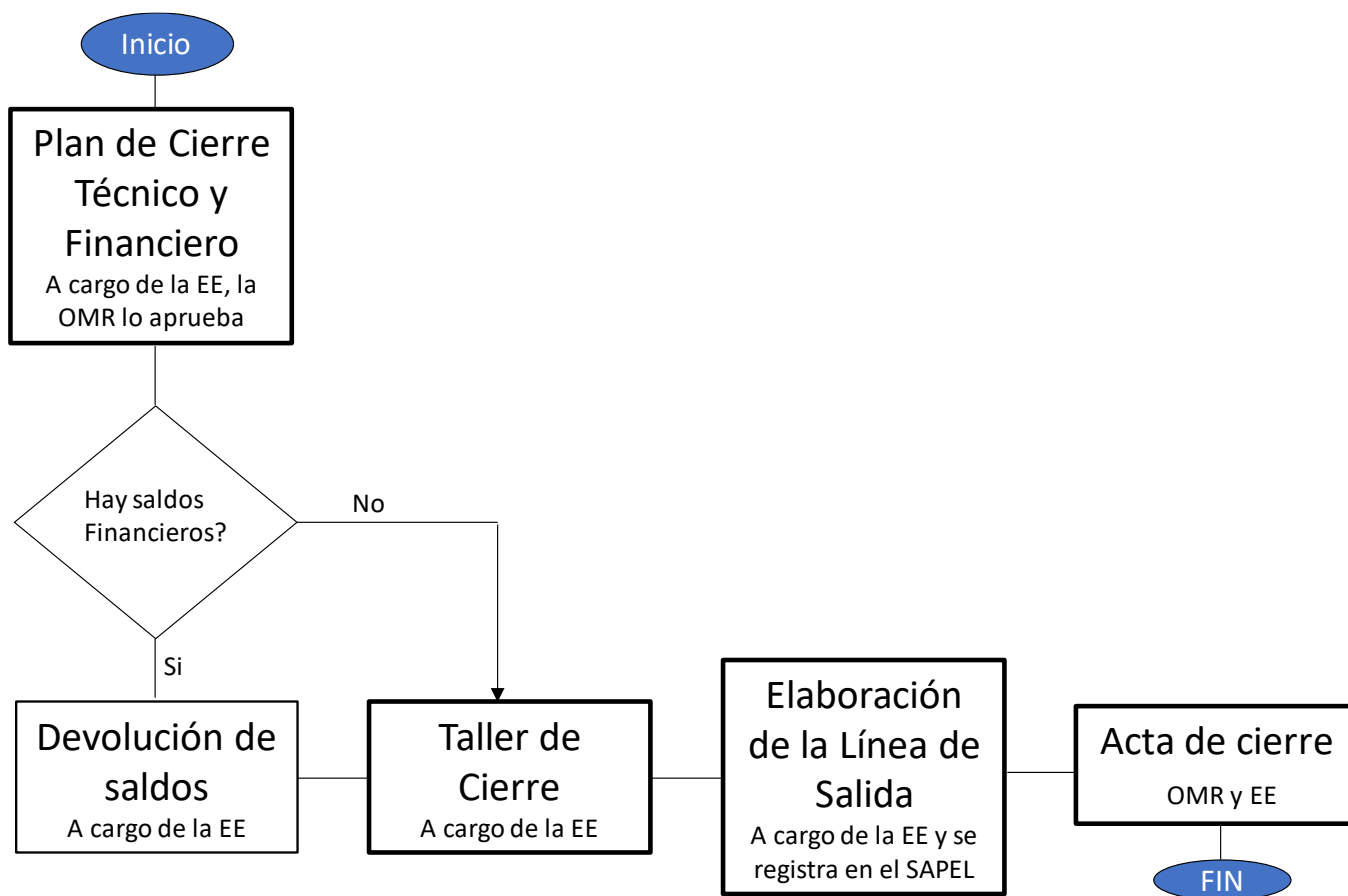 Inicio
Plan de Cierre
Técnico y
Financiero
A cargo de la EE, la
OMR lo aprueba
Hay saldos
Financieros?
No
Si
Devolución de
saldos
A cargo de la EE
Taller de
Cierre
A cargo de la EE
Elaboración
de la Línea de
Salida
A cargo de la EE y se
registra en el SAPEL
Acta de cierre
OMR y EE
FIN